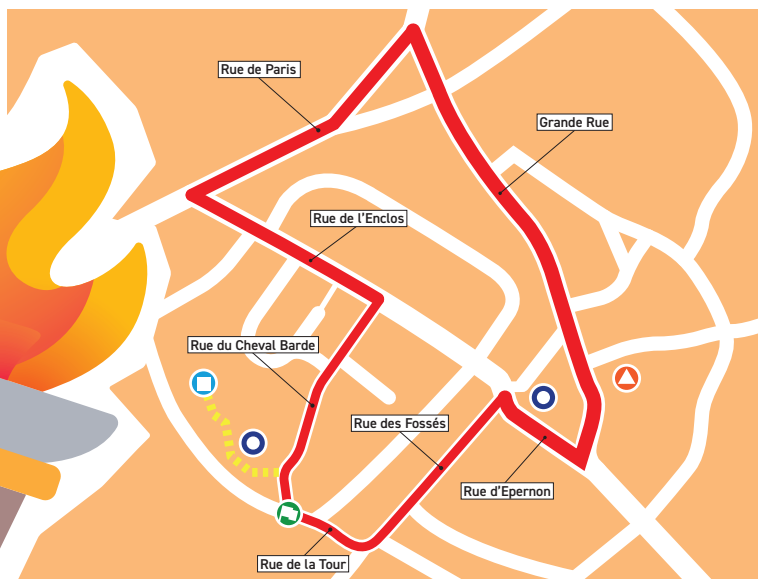 Rue de Paris
Grande Rue
Rue de l'Enclos
Rue du Cheval Barde
Rue des Fossés
Rue d'Epernon
Rue de la Tour